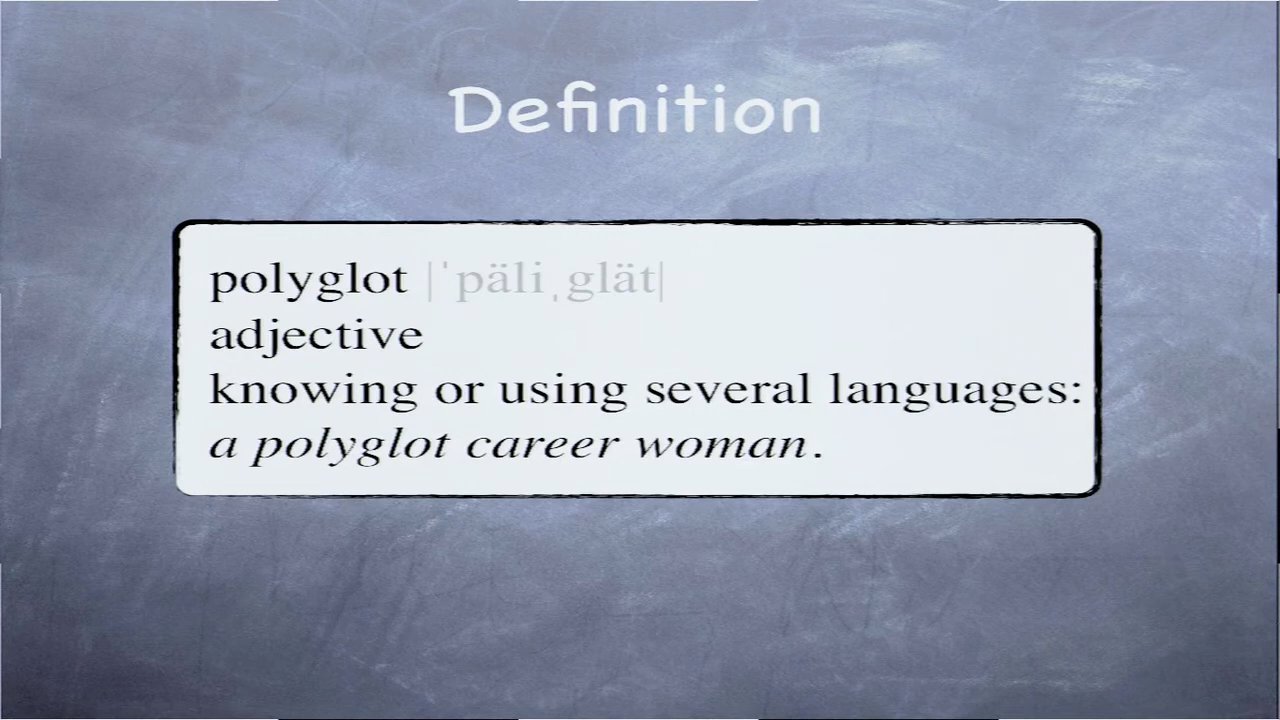 Definition
polyglot |ˈpäliˌglät|
adjective
knowing or using several languages:
a polyglot career woman.